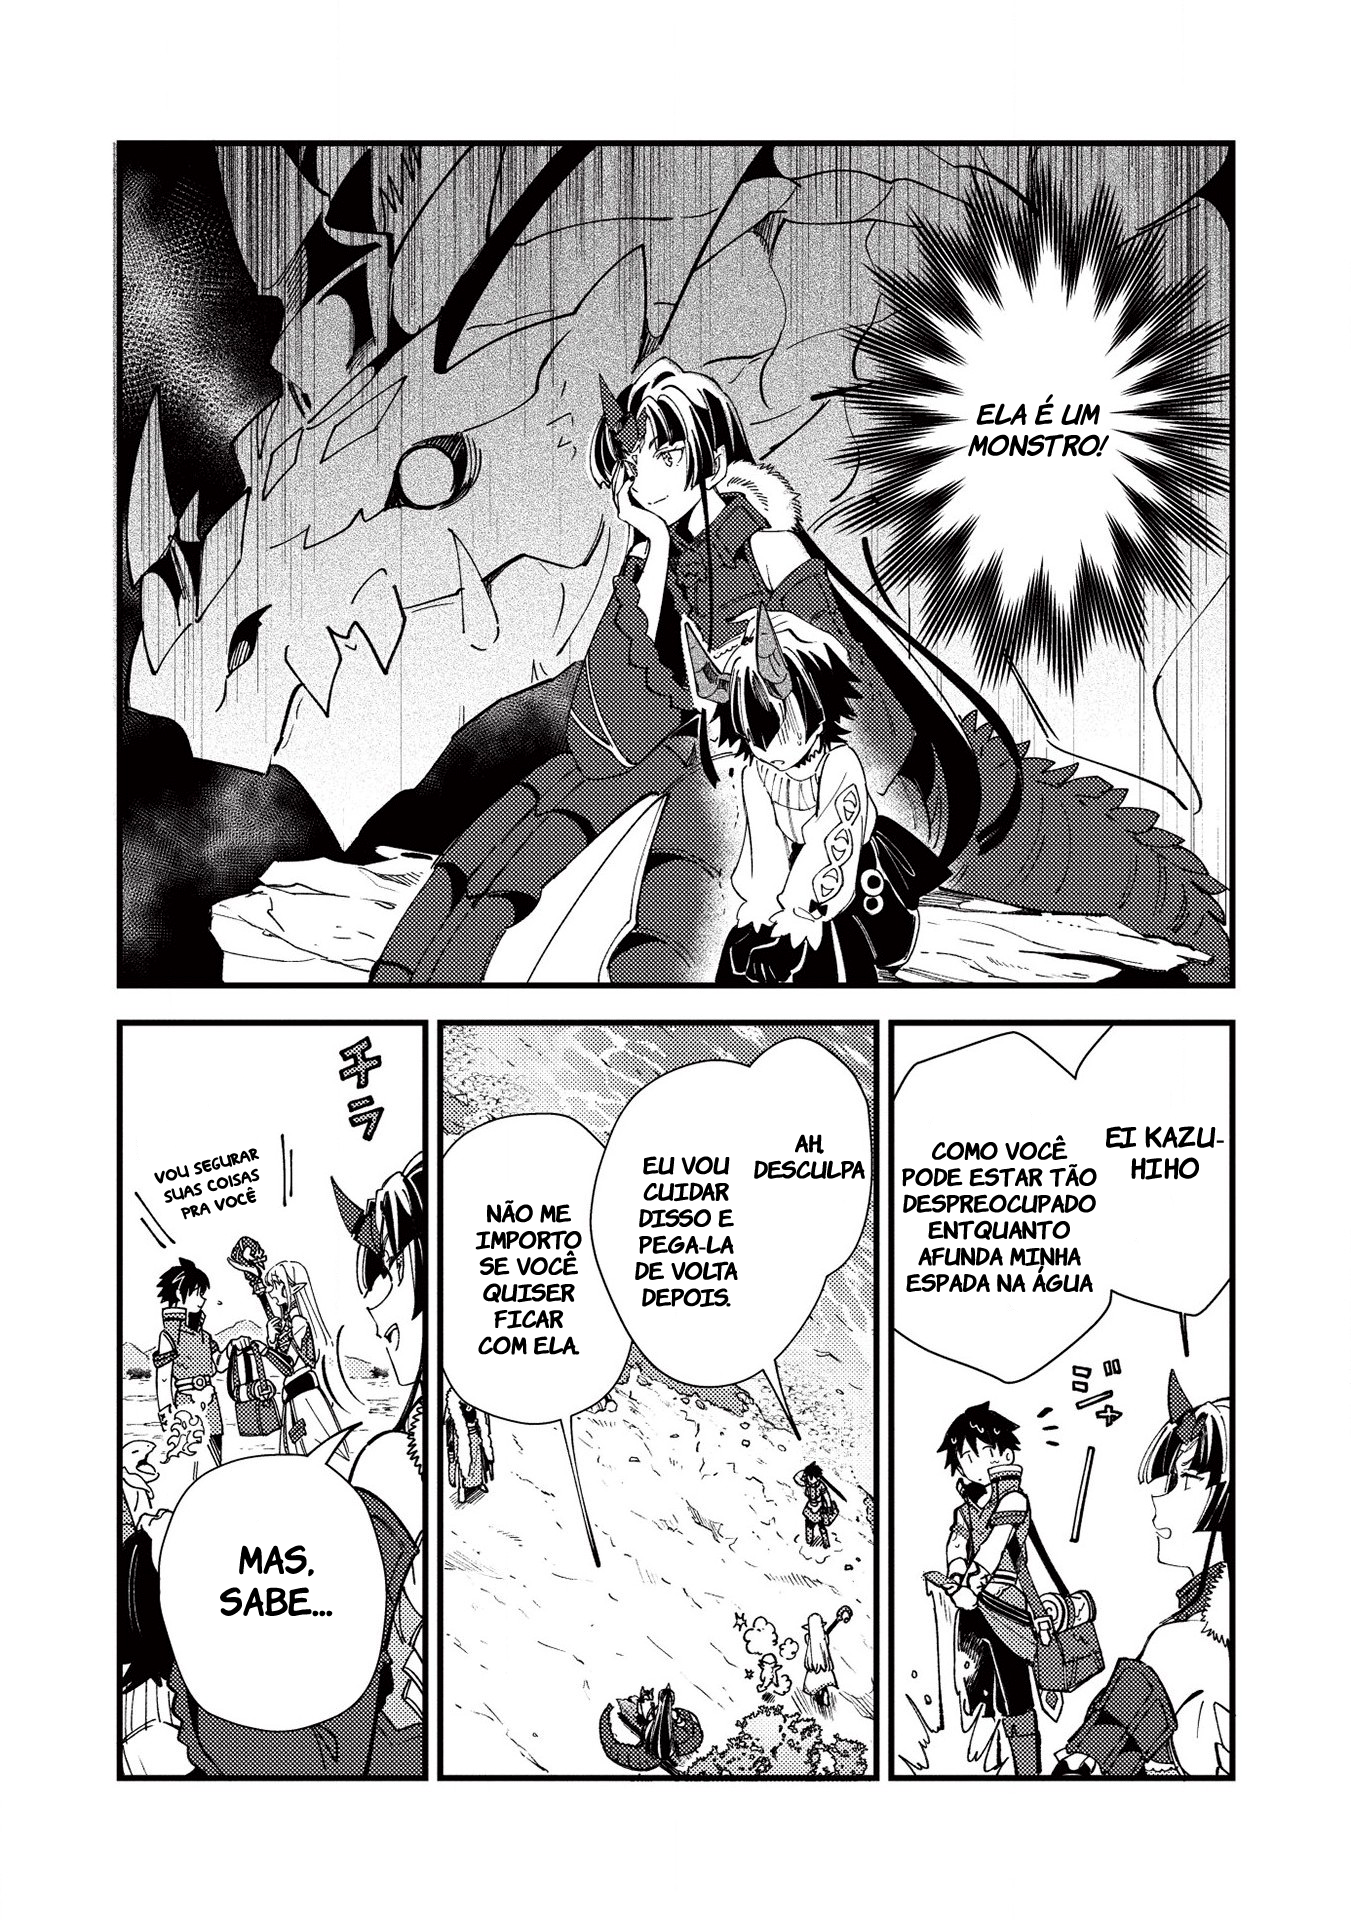 ELA É UM
MONSTRO!
EI KAZU-
HIHO
COMO VOCÊ
PODE ESTAR TÃO
DESPREOCUPADO
ENTQUANTO
AFUNDA MINHA
ESPADA NA ÁGUA
ジャ
AH,
DESCULPA
EU VOU
CUIDAR
DISSO E
PEGA-LA
DE VOLTA
DEPOIS.
NÃO ME
IMPORTO
SE VOCÊ
QUISER
FICAR
COM ELA.
チラ
VOU SEGURAR
SUAS COISAS
PRA VOCÊ
MAS,
SABE...